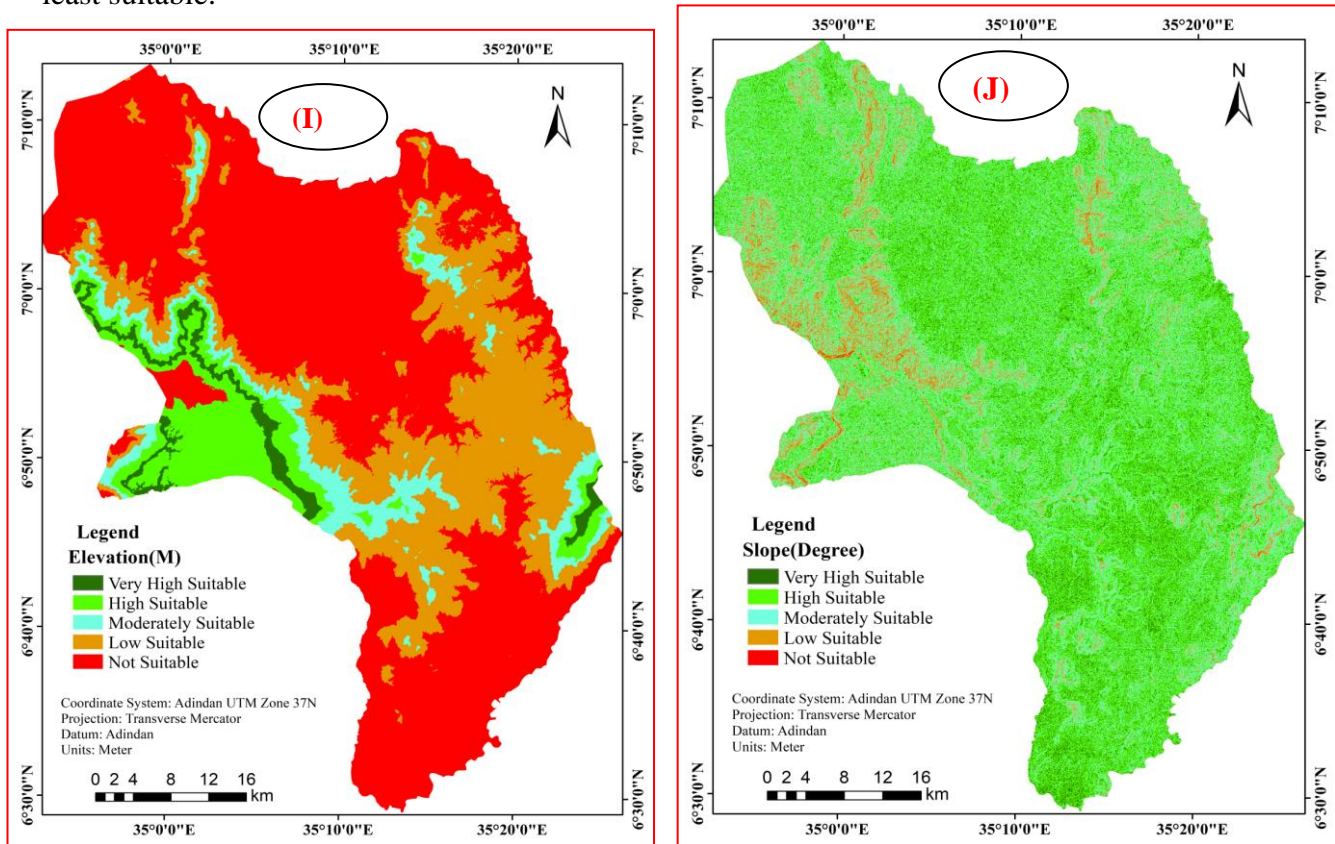 least suitable.
35°0'0"E 35°10'0"E 35°20'0"E
(I)
N
7°10'0"N
7°0'0"N
6°50'0"N
6°40'0"N
6°30'0"N
7°10'0"N
7°0'0"N
6°50'0"N
6°40'0"N
6°30'0"N
Legend
Elevation(M)
Very High Suitable
High Suitable
Moderately Suitable
Low Suitable
Not Suitable
Coordinate System: Adindan UTM Zone 37N
Projection: Transverse Mercator
Datum: Adindan
Units: Meter
0 2 4 8 12 16
km
35°0'0"E 35°10'0"E 35°20'0"E
35°0'0"E 35°10'0"E 35°20'0"E
(J)
N
7°10'0"N
7°0'0"N
6°50'0"N
6°40'0"N
6°30'0"N
7°10'0"N
7°0'0"N
6°50'0"N
6°40'0"N
6°30'0"N
Legend
Slope(Degree)
Very High Suitable
High Suitable
Moderately Suitable
Low Suitable
Not Suitable
Coordinate System: Adindan UTM Zone 37N
Projection: Transverse Mercator
Datum: Adindan
Units: Meter
0 2 4 8 12 16
km
35°0'0"E 35°10'0"E 35°20'0"E